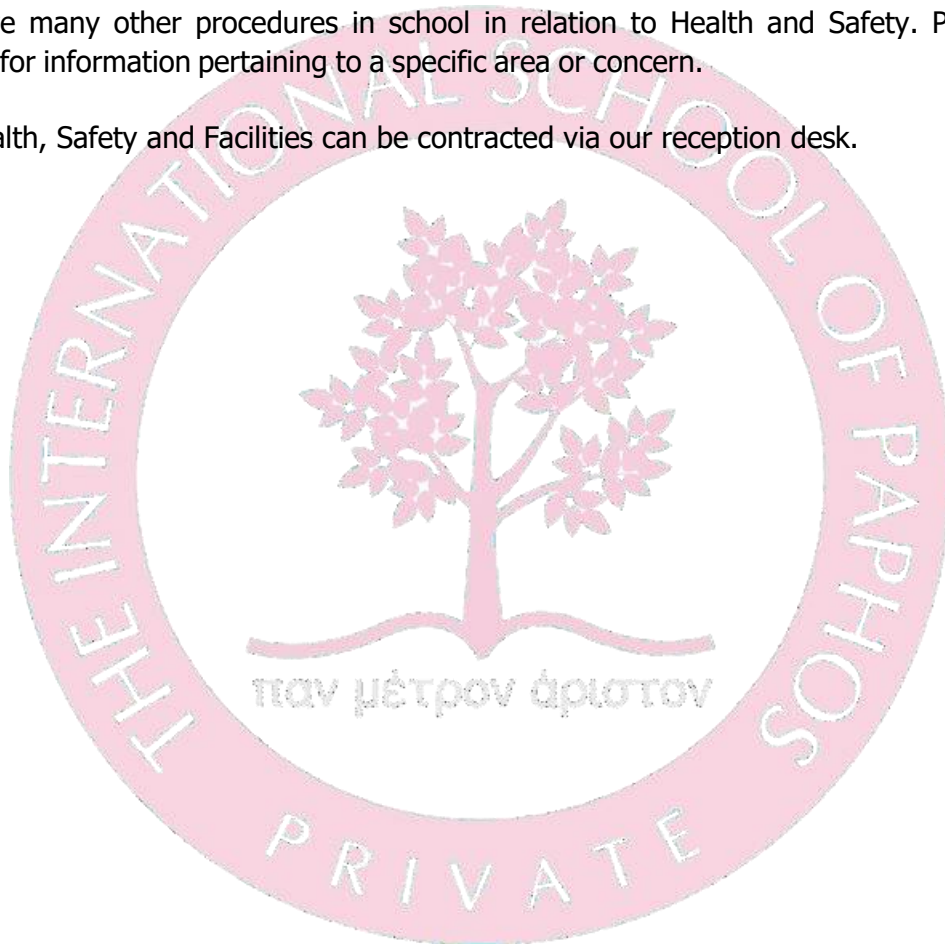 e many other procedures in school in relation to Health and Safety. P
for information pertaining to a specific area or concern.
alth, Safety and Facilities can be contracted via our reception desk.
THE INTERNATIONAL SCHOOL OF PAPHOS
παν μέτρον άριστον
PRIVATE